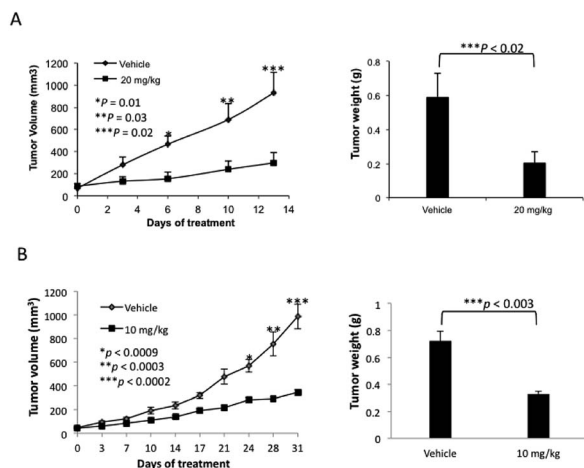 A
Tumor Volume (mm3)
1200
1000
800
600
400
200
0
Vehicle
20 mg/kg
*P = 0.01
**P = 0.03
***P = 0.02
*
**
***
0
2
4
6
8
10
12
14
Days of treatment
Tumor weight (g)
0.8
0.6
0.4
0.2
0
***P < 0.02
Vehicle
20 mg/kg
B
Tumor volume (mm³)
1200
1000
800
600
400
200
0
Vehicle
10 mg/kg
*p < 0.0009
**p < 0.0003
***p < 0.0002
*
**
***
0 3 7 10 14 17 21 24 28 31
Days of treatment
Tumor weight (g)
1
0.8
0.6
0.4
0.2
0
***p < 0.003
Vehicle
10 mg/kg